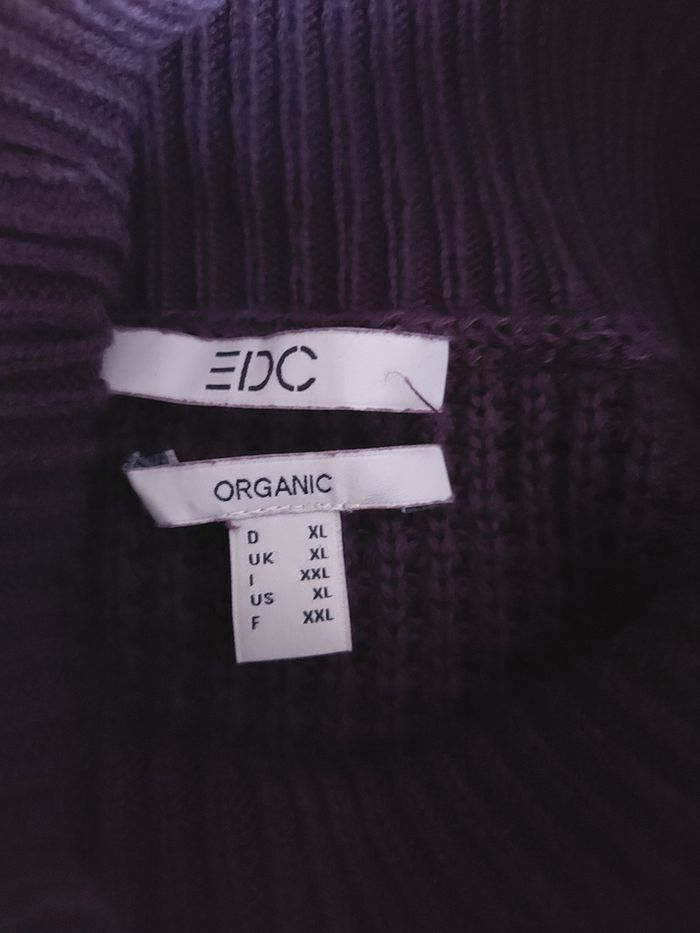 EDC
ORGANIC
D XL
UK XL
I XXL
US XL
F XXL